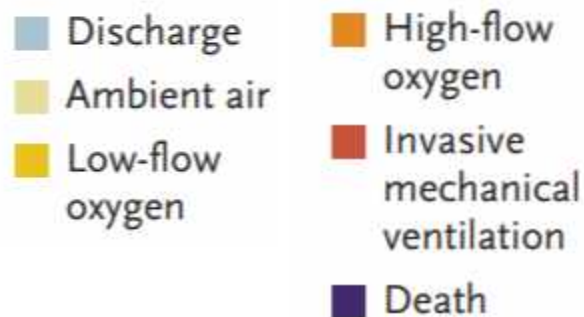 Discharge
Ambient air
Low-flow
oxygen
High-flow
oxygen
Invasive
mechanical
ventilation
Death